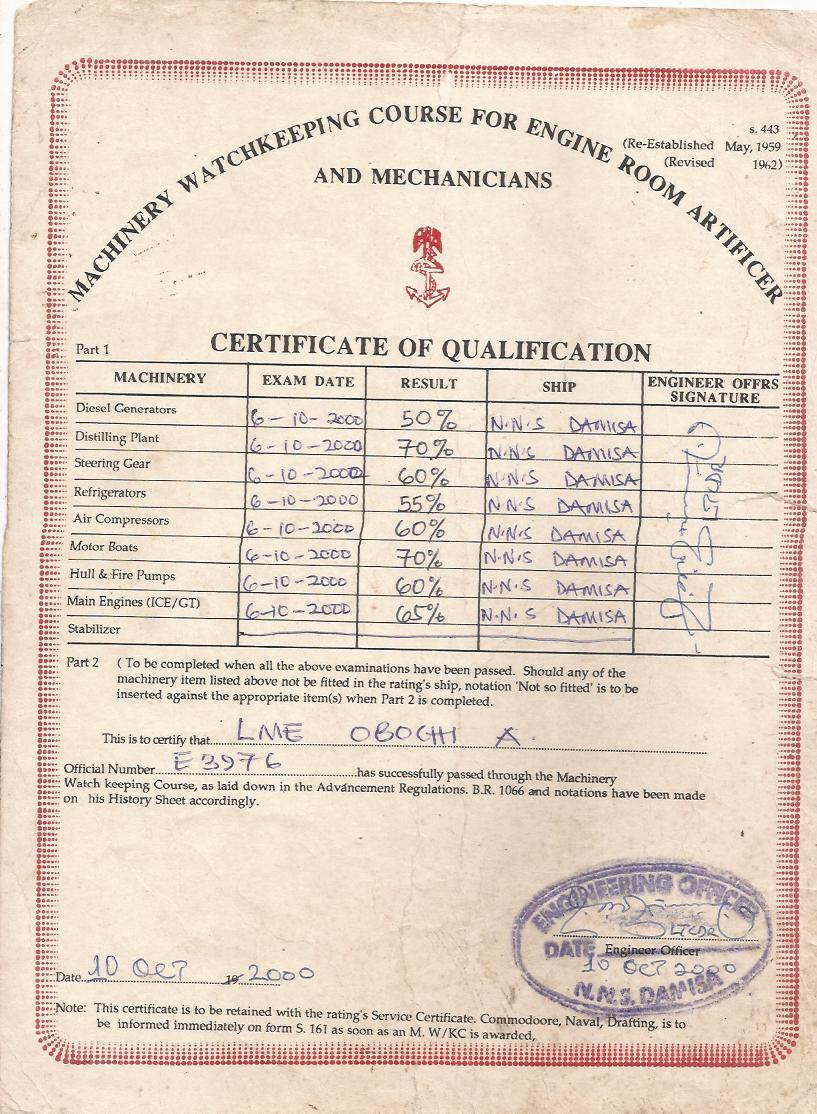 s. 443
(Re-Established May, 1959
(Revised 1962)
MACHINERY WATCHKEEPING COURSE FOR ENGINE ROOM ARTIFICER
AND MECHANICIANS
Part 1 CERTIFICATE OF QUALIFICATION
MACHINERY EXAM DATE RESULT SHIP ENGINEER OFFRS SIGNATURE
Diesel Generators 6-10-2000 50% N.N.S DAMISA
Distilling Plant 6-10-2000 70% N.N.S DAMISA
Steering Gear 6-10-2000 60% N.N.S DAMISA
Refrigerators 6-10-2000 55% N.N.S DAMISA
Air Compressors 6-10-2000 60% N.N.S DAMISA
Motor Boats 6-10-2000 70% N.N.S DAMISA
Hull & Fire Pumps 6-10-2000 60% N.N.S DAMISA
Main Engines (ICE/GT) 6-10-2000 65% N.N.S DAMISA
Stabilizer
Part 2 ( To be completed when all the above examinations have been passed. Should any of the
machinery item listed above not be fitted in the rating's ship, notation 'Not so fitted' is to be
inserted against the appropriate item(s) when Part 2 is completed.
This is to certify that LME OBOGHI A.
Official Number E3976 has successfully passed through the Machinery
Watch keeping Course, as laid down in the Advancement Regulations. B.R. 1066 and notations have been made
on his History Sheet accordingly.
ENGINEERING OFFICER
LTCDR
DATE Engineer Officer
10 OCT 2000
N.N.S. DAMISA
Date 10 OCT 19 2000
Note: This certificate is to be retained with the rating's Service Certificate. Commodoore, Naval, Drafting, is to
be informed immediately on form S. 161 as soon as an M. W/KC is awarded,